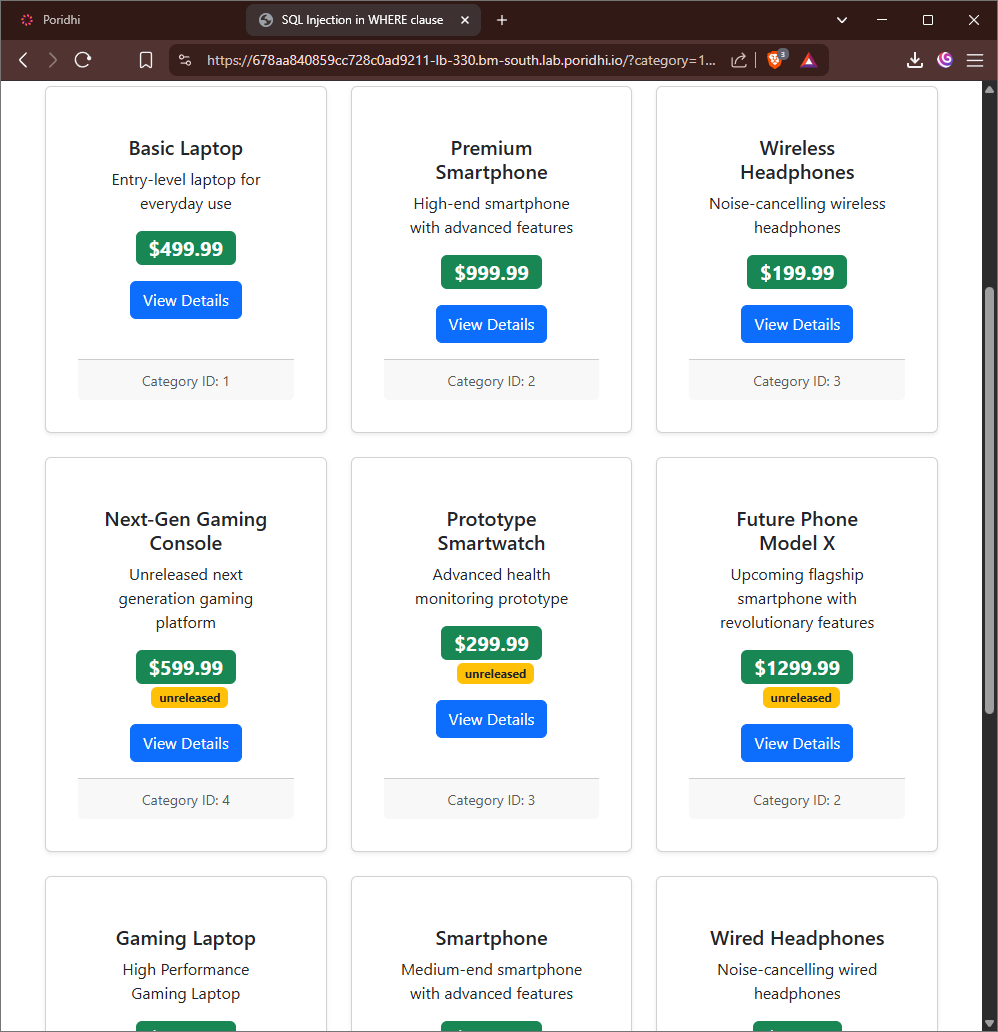 Poridhi
SQL Injection in WHERE clause
https://678aa840859cc728c0ad9211-lb-330.bm-south.lab.poridhi.io/?category=1...
3
Basic Laptop
Entry-level laptop for
everyday use
$499.99
View Details
Category ID: 1
Premium
Smartphone
High-end smartphone
with advanced features
$999.99
View Details
Category ID: 2
Wireless
Headphones
Noise-cancelling wireless
headphones
$199.99
View Details
Category ID: 3
Next-Gen Gaming
Console
Unreleased next
generation gaming
platform
$599.99
unreleased
View Details
Category ID: 4
Prototype
Smartwatch
Advanced health
monitoring prototype
$299.99
unreleased
View Details
Category ID: 3
Future Phone
Model X
Upcoming flagship
smartphone with
revolutionary features
$1299.99
unreleased
View Details
Category ID: 2
Gaming Laptop
High Performance
Gaming Laptop
Smartphone
Medium-end smartphone
with advanced features
Wired Headphones
Noise-cancelling wired
headphones